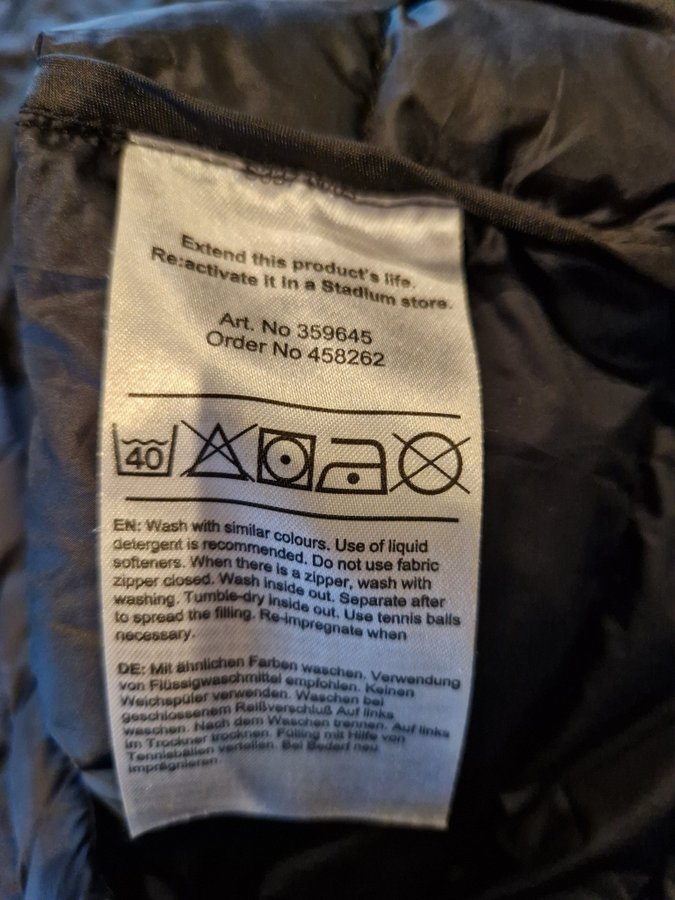 Extend this product's life.
Re:activate it in a Stadium store.
Art. No 359645
Order No 458262
40
EN: Wash with similar colours. Use of liquid
detergent is recommended. Do not use fabric
softeners. When there is a zipper, wash with
zipper closed. Wash inside out. Separate after
washing. Tumble-dry inside out. Use tennis balls
to spread the filling. Re-impregnate when
necessary.
DE: Mit ähnlichen Farben waschen. Verwendung
von Flüssigwaschmittel empfohlen. Keinen
Weichspüler verwenden. Waschen bei
geschlossenem Reißverschluß Auf links
waschen. Nach dem Waschen trennen. Auf links
im Trockner trocknen. Füllung mit Hilfe von
Tennisbällen verteilen. Bei Bedarf neu
imprägnieren.